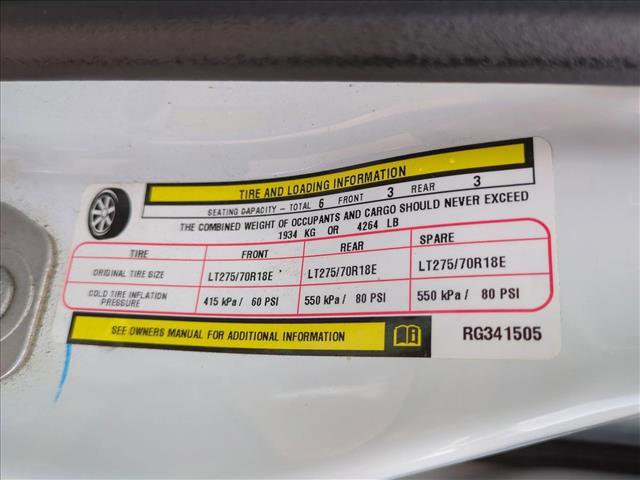 TIRE AND LOADING INFORMATION
SEATING CAPACITY - TOTAL 6 FRONT 3 REAR 3
THE COMBINED WEIGHT OF OCCUPANTS AND CARGO SHOULD NEVER EXCEED
1934 KG OR 4264 LB
TIRE FRONT REAR SPARE
ORIGINAL TIRE SIZE LT275/70R18E LT275/70R18E LT275/70R18E
COLD TIRE INFLATION PRESSURE 415 kPa / 60 PSI 550 kPa / 80 PSI 550 kPa / 80 PSI
SEE OWNERS MANUAL FOR ADDITIONAL INFORMATION
RG341505